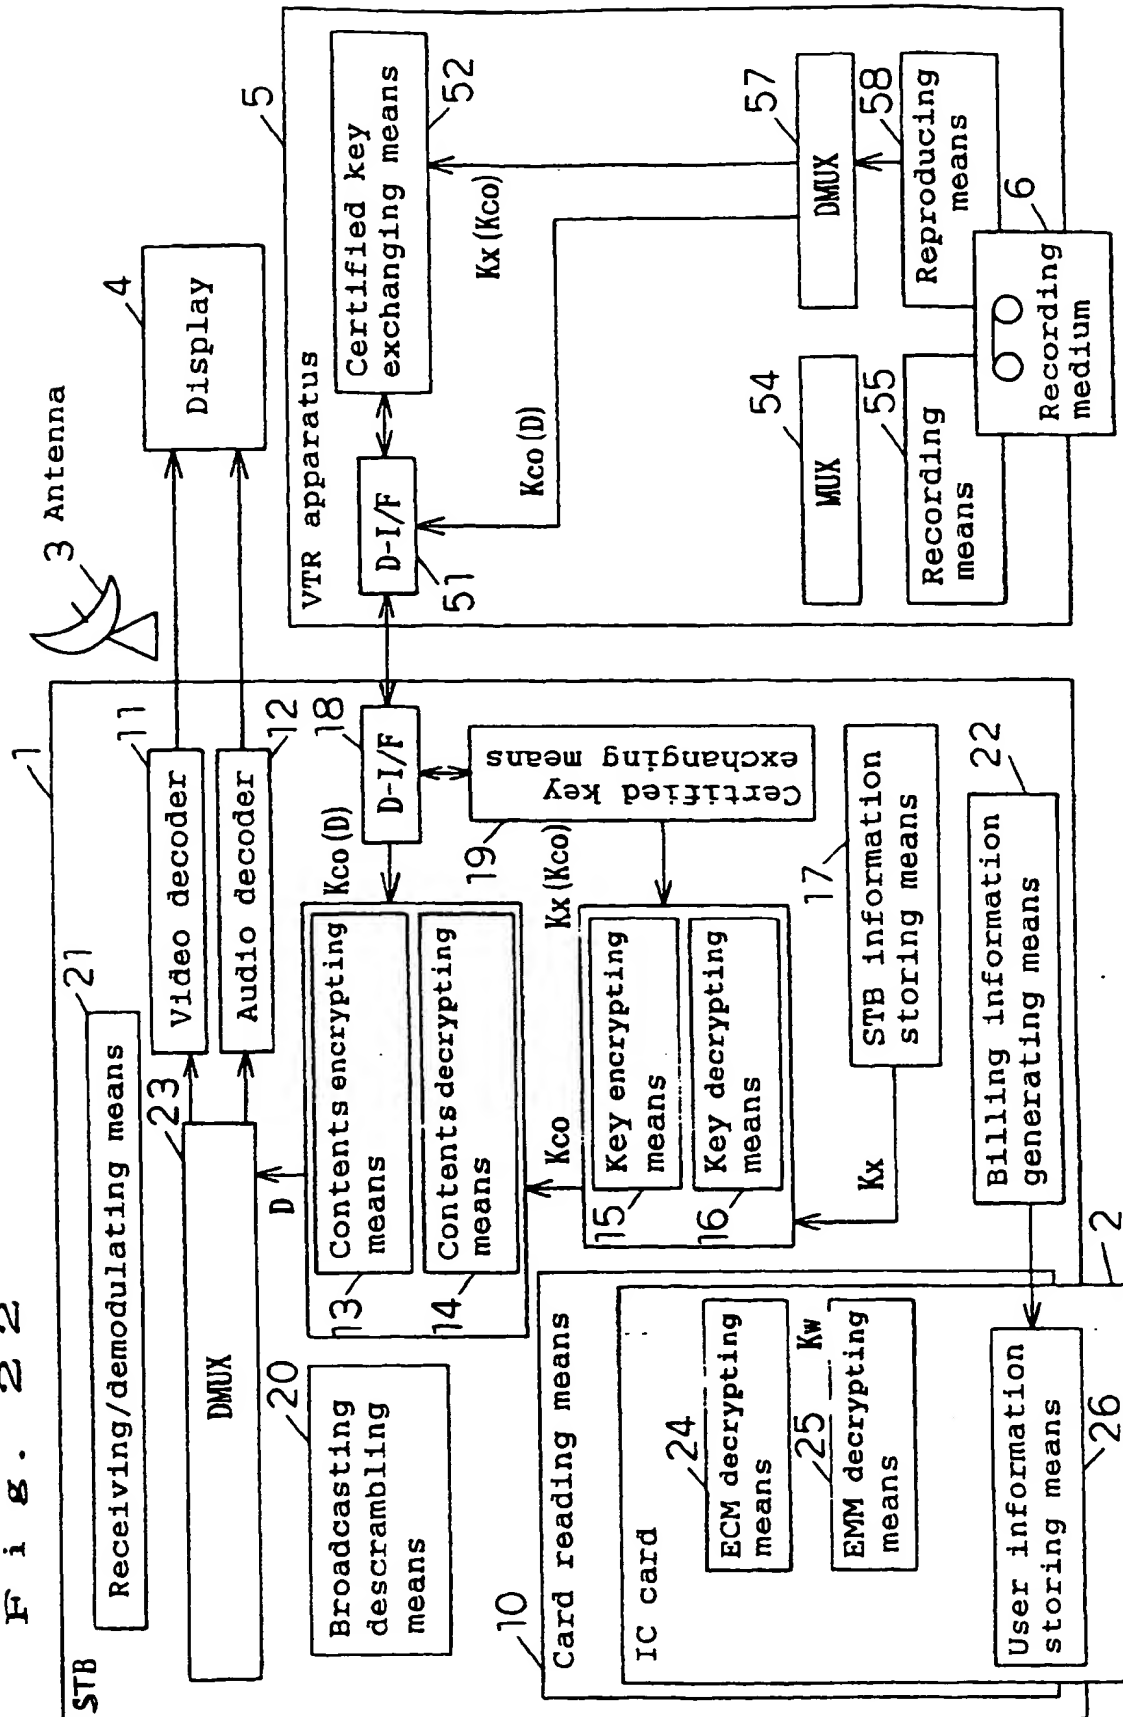 Fig. 22
STB
1
Receiving/demodulating means
21
DMUX
23
Video decoder
11
Audio decoder
12
3 Antenna
4
Display
Broadcasting
descrambling
means
20
D
Contents encrypting
means
13
Contents decrypting
means
14
Kco(D)
D-I/F
18
Certified key
exchanging means
19
Kx(Kco)
Kco
Key encrypting
means
15
Key decrypting
means
16
Kx
STB information
storing means
17
Billing information
generating means
22
10
Card reading means
IC card
2
ECM decrypting
means
24
Kw
EMM decrypting
means
25
User information
storing means
26
5
VTR apparatus
D-I/F
51
Certified key
exchanging means
52
Kx(Kco)
Kco(D)
MUX
54
DMUX
57
Recording
means
55
Reproducing
means
58
Recording
medium
6